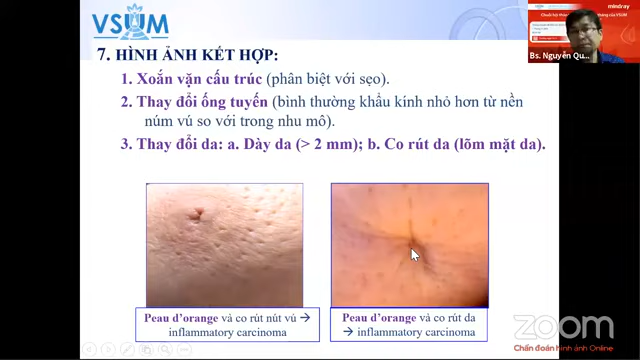 VSUM
mindray
Bs. Nguyễn Qu...
7. HÌNH ẢNH KẾT HỢP:
1. Xoắn vặn cấu trúc (phân biệt với sẹo).
2. Thay đổi ống tuyến (bình thường khẩu kính nhỏ hơn từ nền
núm vú so với trong nhu mô).
3. Thay đổi da: a. Dày da (> 2 mm); b. Co rút da (lõm mặt da).
Peau d’orange và co rút nút vú →
inflammatory carcinoma
Peau d’orange và co rút da
→ inflammatory carcinoma
zoom
Chẩn đoán hình ảnh Online